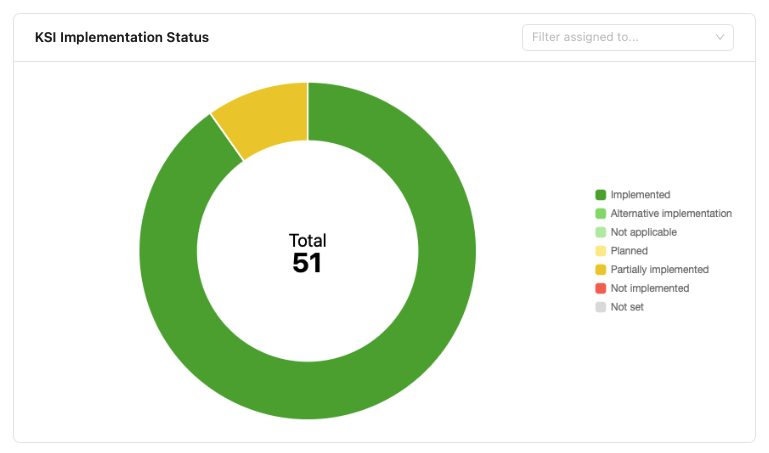 KSI Implementation Status
Filter assigned to...
Total
51
Implemented
Alternative implementation
Not applicable
Planned
Partially implemented
Not implemented
Not set